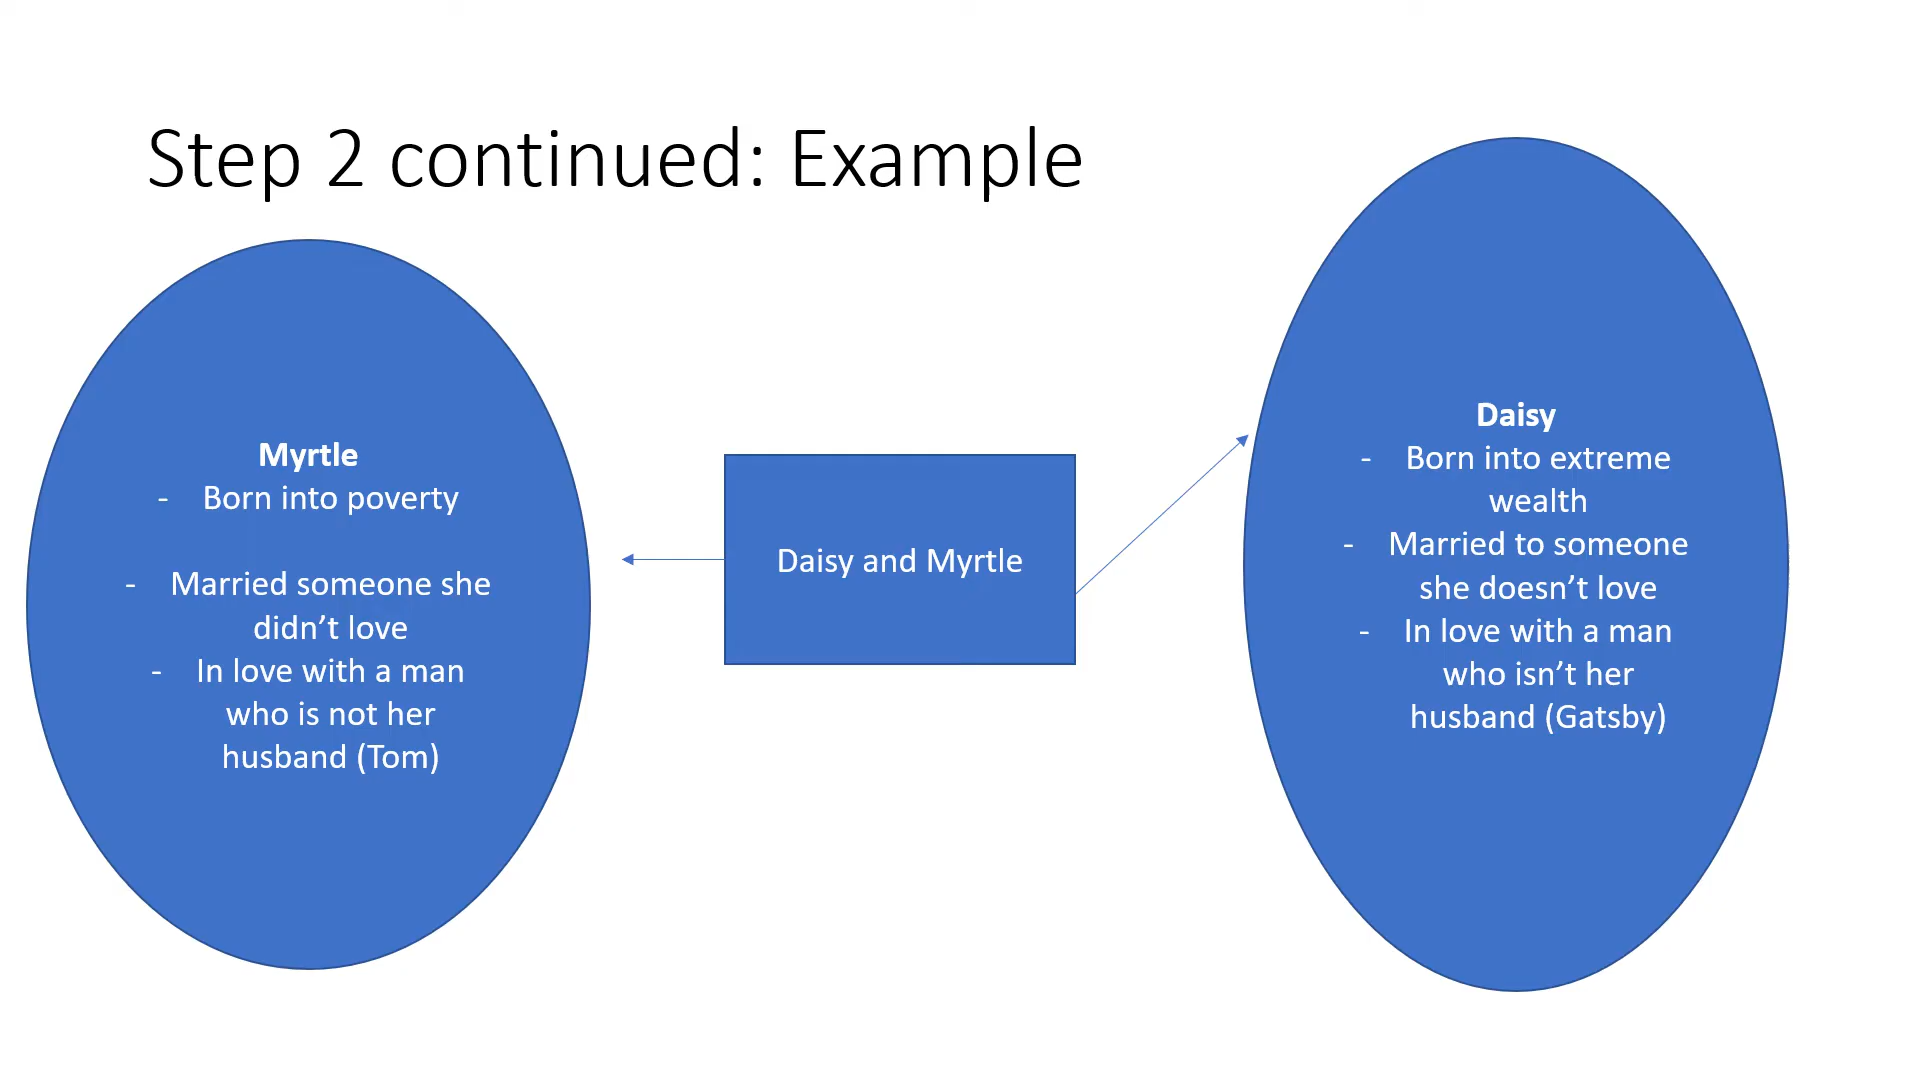 Step 2 continued: Example
Myrtle
- Born into poverty
- Married someone she
didn’t love
- In love with a man
who is not her
husband (Tom)
Daisy and Myrtle
Daisy
- Born into extreme
wealth
- Married to someone
she doesn’t love
- In love with a man
who isn’t her
husband (Gatsby)